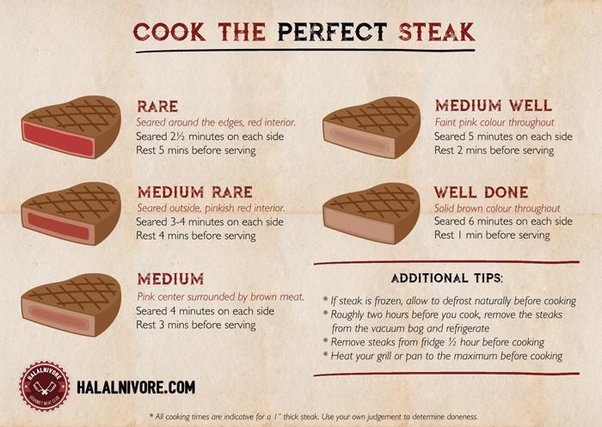 COOK THE PERFECT STEAK
RARE
Seared around the edges, red interior.
Seared 2½ minutes on each side
Rest 5 mins before serving
MEDIUM RARE
Seared outside, pinkish red interior.
Seared 3-4 minutes on each side
Rest 4 mins before serving
MEDIUM
Pink center surrounded by brown meat.
Seared 4 minutes on each side
Rest 3 mins before serving
MEDIUM WELL
Faint pink colour throughout
Seared 5 minutes on each side
Rest 2 mins before serving
WELL DONE
Solid brown colour throughout
Seared 6 minutes on each side
Rest 1 min before serving
ADDITIONAL TIPS:
* If steak is frozen, allow to defrost naturally before cooking
* Roughly two hours before you cook, remove the steaks
from the vacuum bag and refrigerate
* Remove steaks from fridge ½ hour before cooking
* Heat your grill or pan to the maximum before cooking
HALALNIVORE
GOURMET MEAT CLUB
HALALNIVORE.COM
* All cooking times are indicative for a 1" thick steak. Use your own judgement to determine doneness.